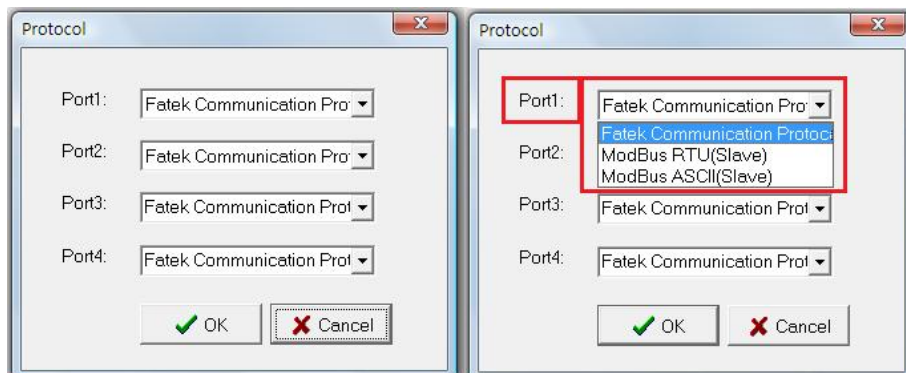 Protocol
Port1: Fatek Communication Pro
Port2: Fatek Communication Pro
Port3: Fatek Communication Prot
Port4: Fatek Communication Prot
OK Cancel
Protocol
Port1: Fatek Communication Pro
Fatek Communication Protoc
ModBus RTU(Slave)
Port2:
ModBus ASCII(Slave)
Port3: Fatek Communication Prot
Port4: Fatek Communication Prot
OK Cancel